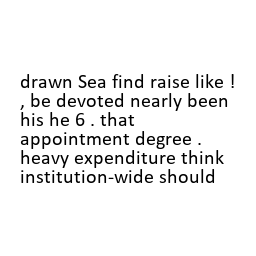 drawn Sea find raise like !
, be devoted nearly been
his he 6 . that
appointment degree .
heavy expenditure think
institution-wide should